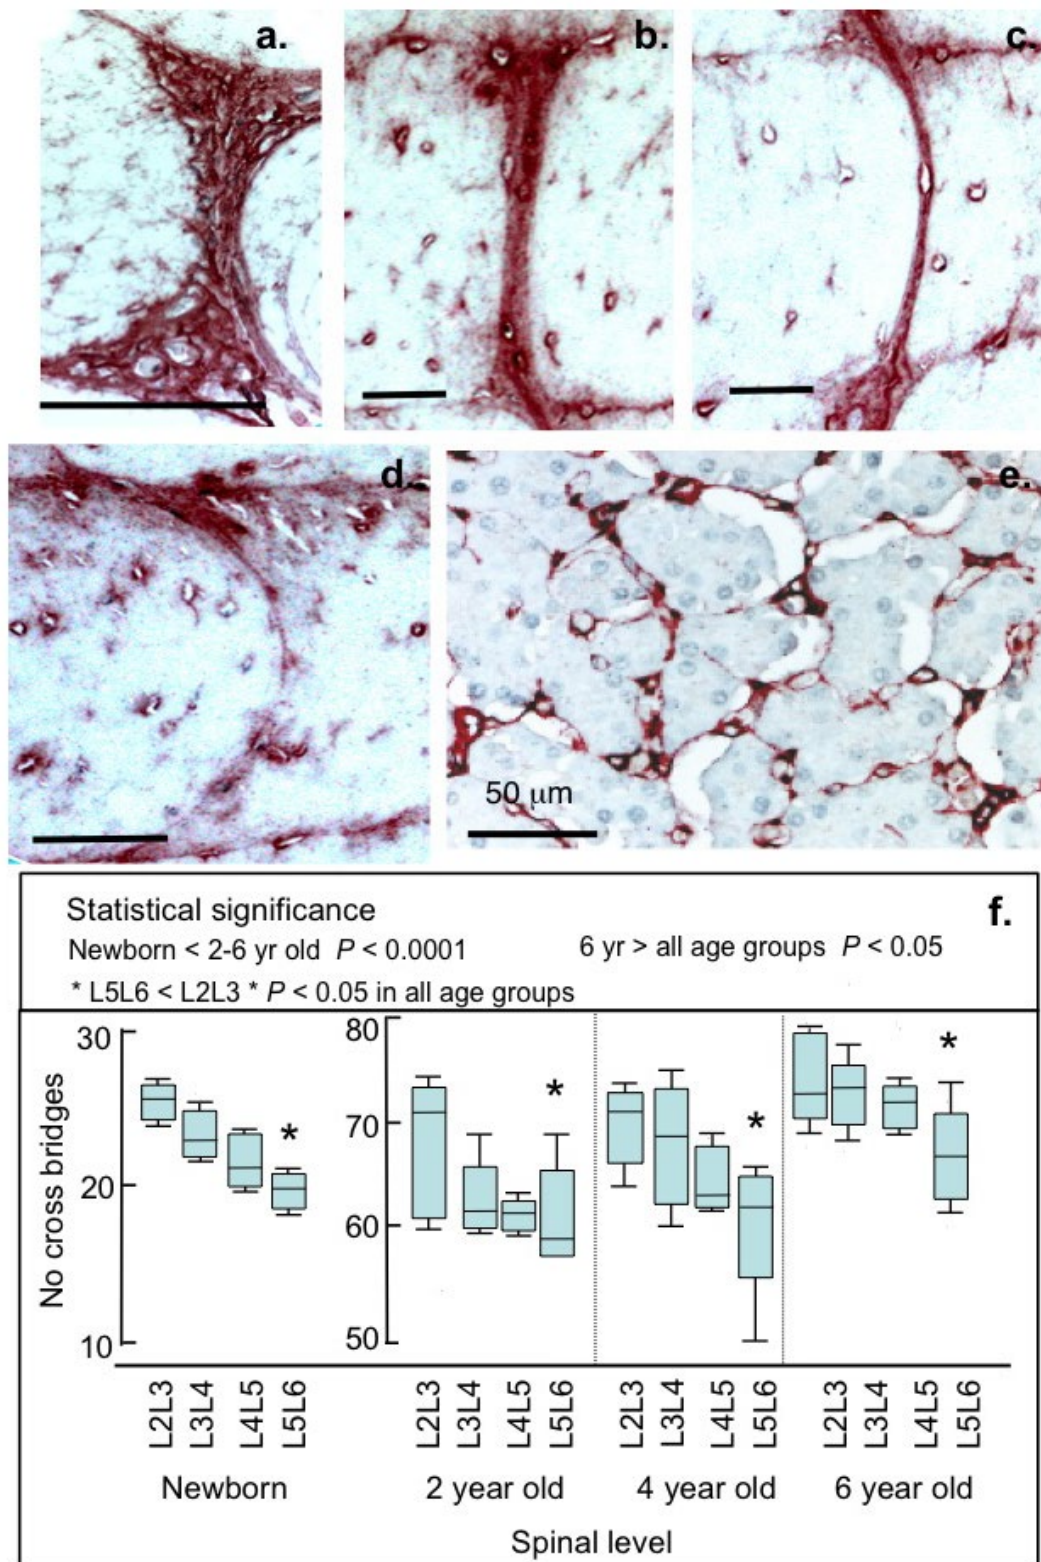 a.
b.
c.
d.
e.
50 μm
f.
Statistical significance
Newborn < 2-6 yr old P < 0.0001
6 yr > all age groups P < 0.05
* L5L6 < L2L3 * P < 0.05 in all age groups
No cross bridges
30
20
10
80
70
60
50
*
*
*
*
L2L3
L3L4
L4L5
L5L6
L2L3
L3L4
L4L5
L5L6
L2L3
L3L4
L4L5
L5L6
L2L3
L3L4
L4L5
L5L6
Newborn
2 year old
4 year old
6 year old
Spinal level